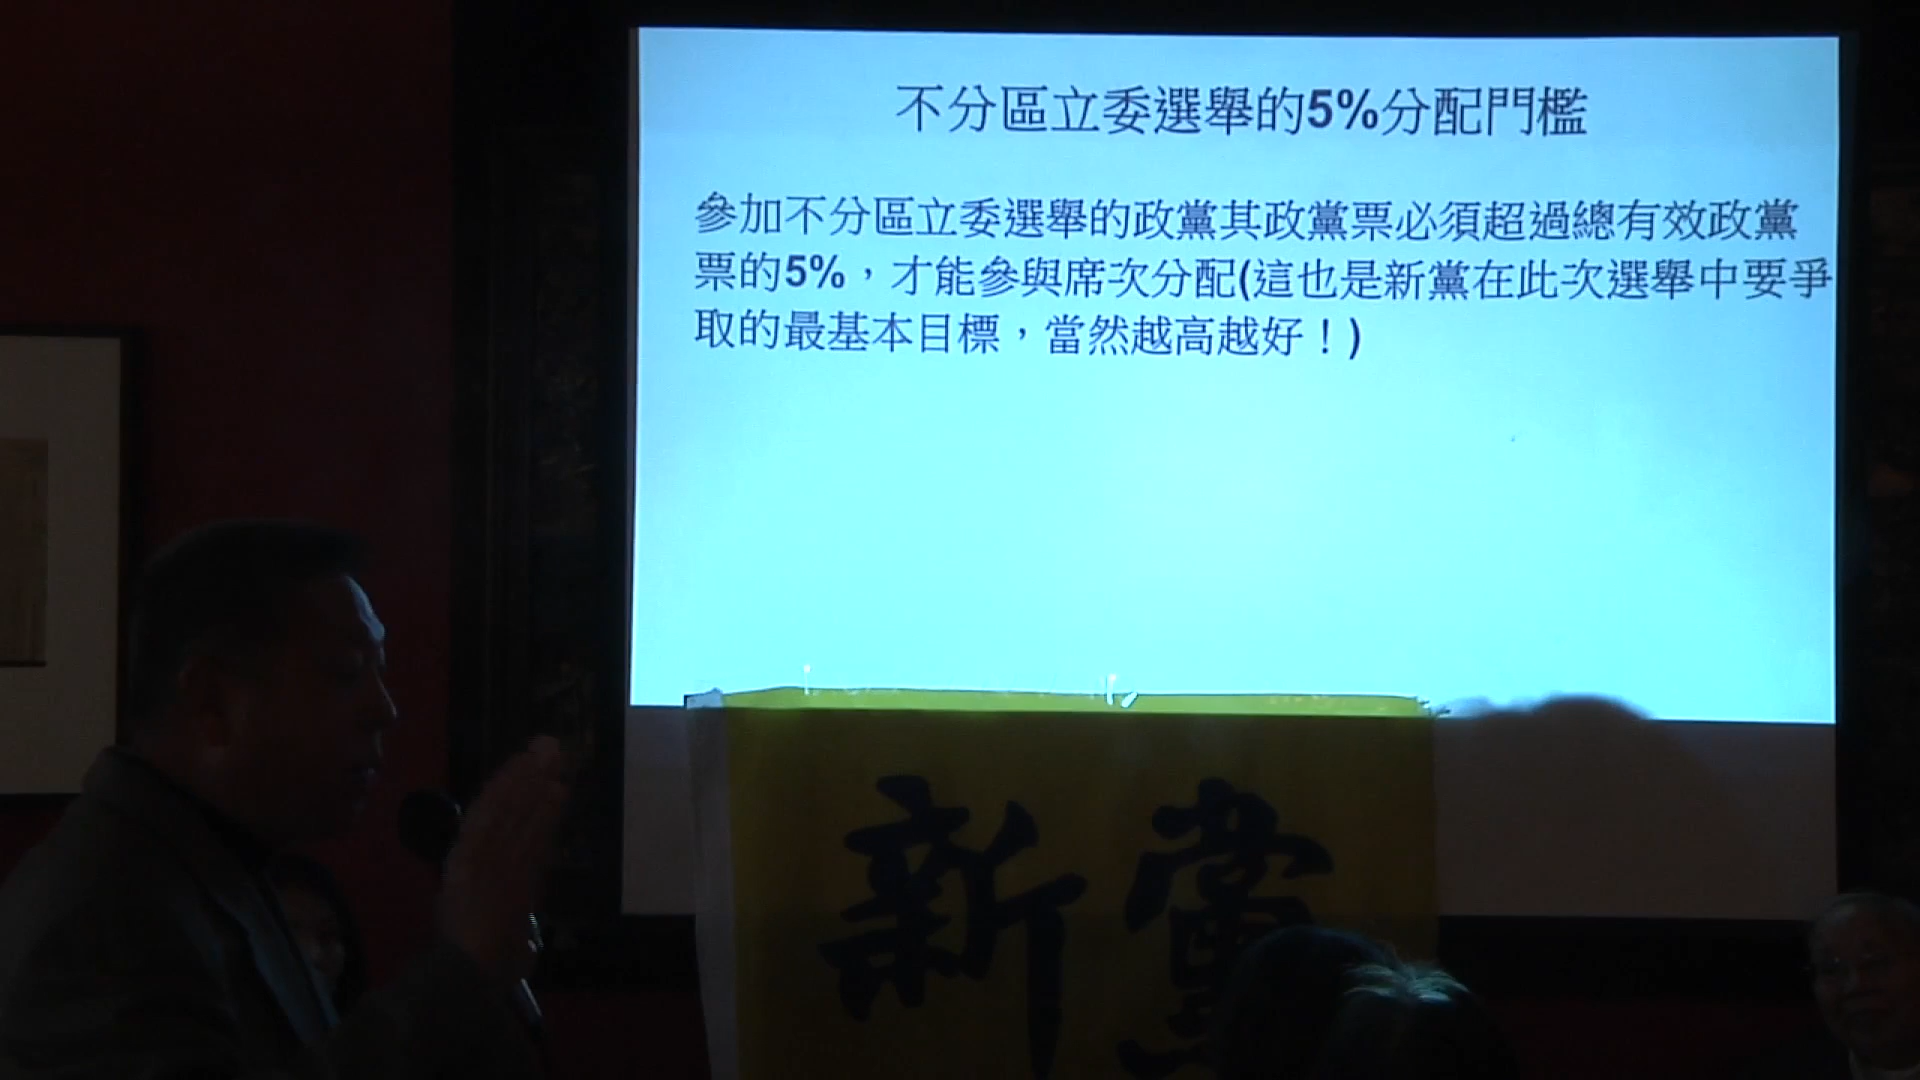 不分區立委選舉的5%分配門檻
參加不分區立委選舉的政黨其政黨票必須超過總有效政黨
票的5%，才能參與席次分配(這也是新黨在此次選舉中要爭
取的最基本目標，當然越高越好！)
新黨